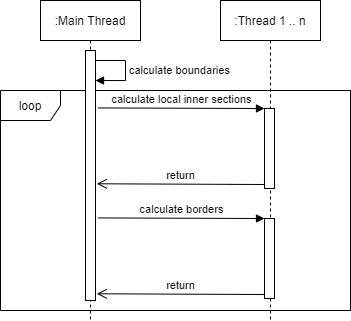 :Main Thread
:Thread 1 .. n
calculate boundaries
loop
calculate local inner sections
return
calculate borders
return